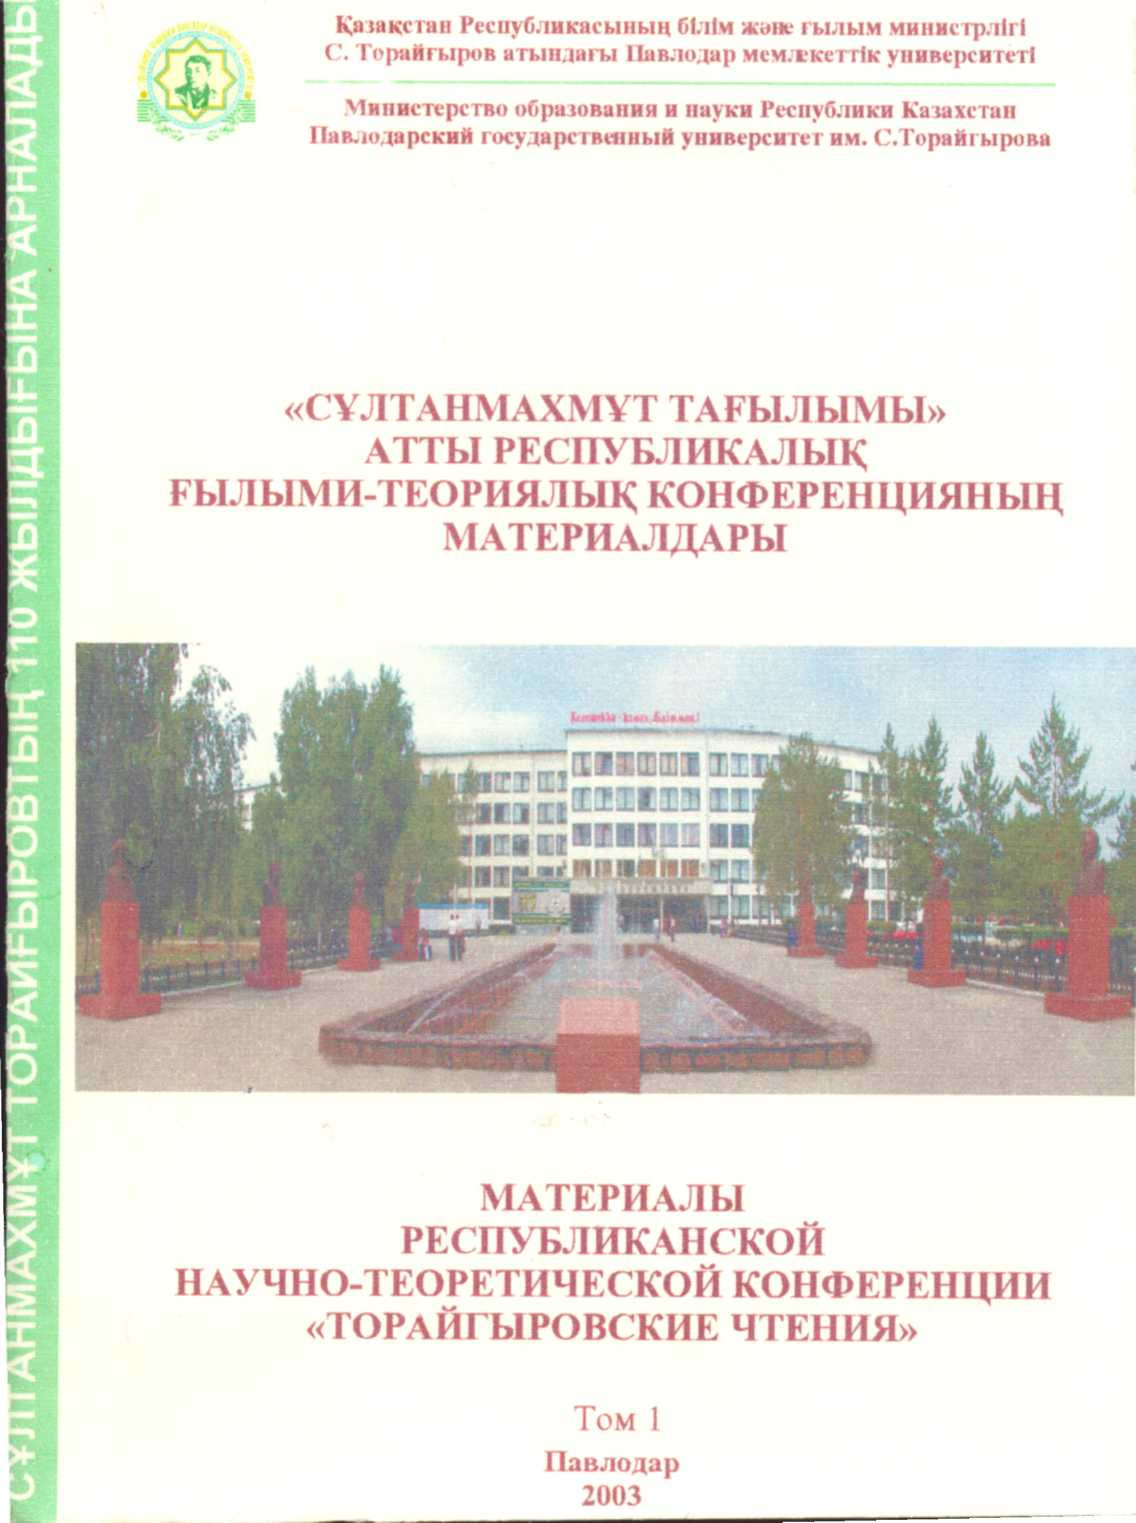 Қазақстан Республикасының білім және ғылым министрлігі
С. Торайғыров атындағы Павлодар мемлекеттік университеті
Министерство образования и науки Республики Казахстан
Павлодарский государственный университет им. С.Торайгырова
СҰЛТАНМАХМҰТ ТОРАЙҒЫРОВТЫҢ 110 ЖЫЛДЫҒЫНА АРНАЛАДЫ
«СҰЛТАНМАХМҰТ ТАҒЫЛЫМЫ»
АТТЫ РЕСПУБЛИКАЛЫҚ
ҒЫЛЫМИ-ТЕОРИЯЛЫҚ КОНФЕРЕНЦИЯНЫҢ
МАТЕРИАЛДАРЫ
МАТЕРИАЛЫ
РЕСПУБЛИКАНСКОЙ
НАУЧНО-ТЕОРЕТИЧЕСКОЙ КОНФЕРЕНЦИИ
«ТОРАЙГЫРОВСКИЕ ЧТЕНИЯ»
Том 1
Павлодар
2003